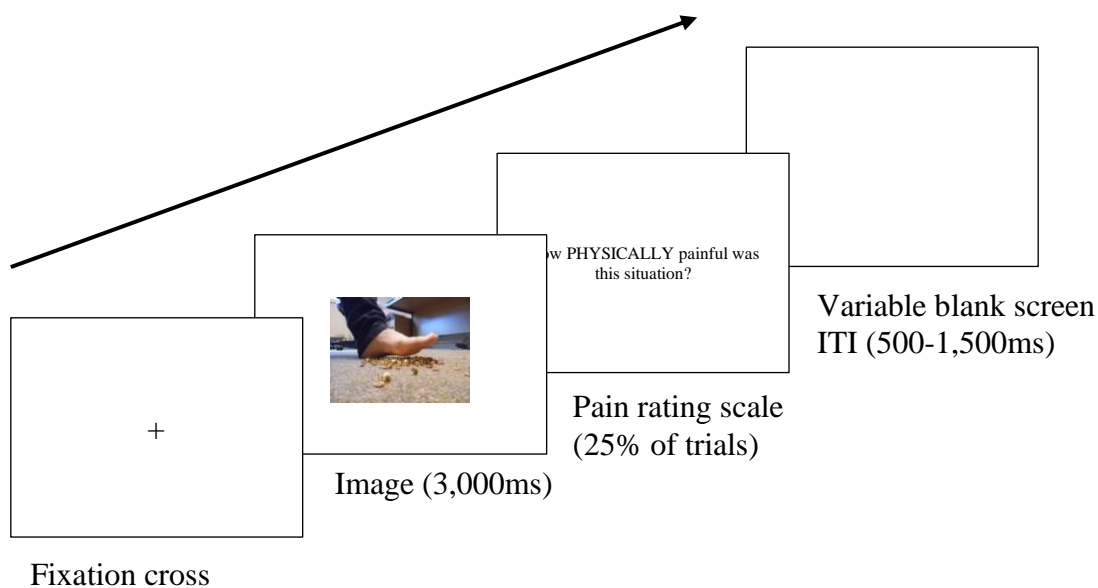 +
ow PHYSICALLY painful was
this situation?
Variable blank screen
ITI (500-1,500ms)
Pain rating scale
(25% of trials)
Image (3,000ms)
Fixation cross